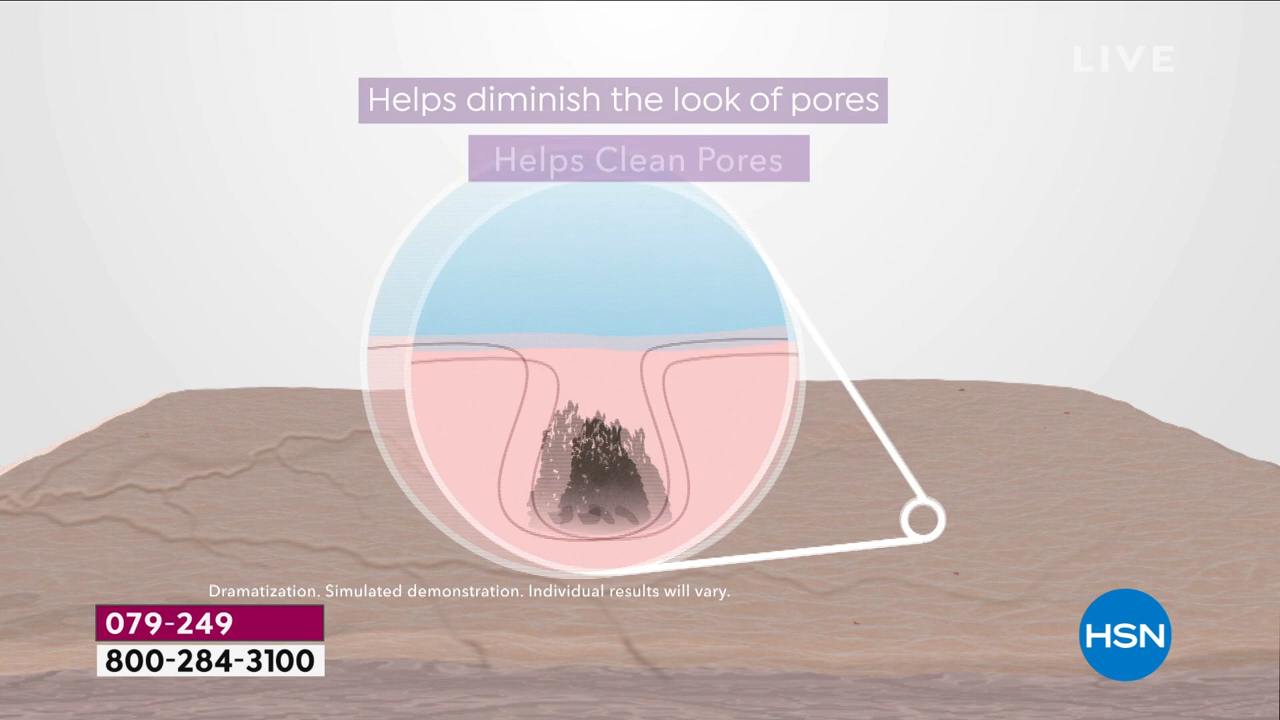 LIVE
Helps diminish the look of pores
Helps Clean Pores
Dramatization. Simulated demonstration. Individual results will vary.
079-249
800-284-3100
HSN